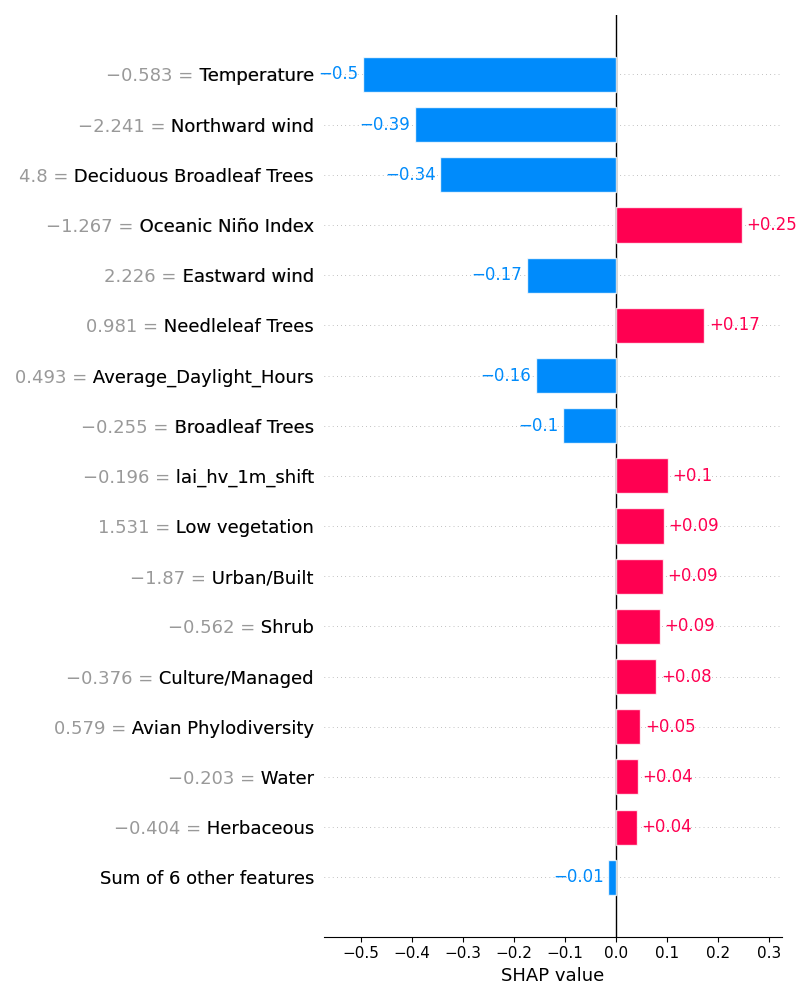 −0.583 = Temperature −0.5
−2.241 = Northward wind −0.39
4.8 = Deciduous Broadleaf Trees −0.34
−1.267 = Oceanic Niño Index +0.25
2.226 = Eastward wind −0.17
0.981 = Needleleaf Trees +0.17
0.493 = Average_Daylight_Hours −0.16
−0.255 = Broadleaf Trees −0.1
−0.196 = lai_hv_1m_shift +0.1
1.531 = Low vegetation +0.09
−1.87 = Urban/Built +0.09
−0.562 = Shrub +0.09
−0.376 = Culture/Managed +0.08
0.579 = Avian Phylodiversity +0.05
−0.203 = Water +0.04
−0.404 = Herbaceous +0.04
Sum of 6 other features −0.01
−0.5 −0.4 −0.3 −0.2 −0.1 0.0 0.1 0.2 0.3
SHAP value